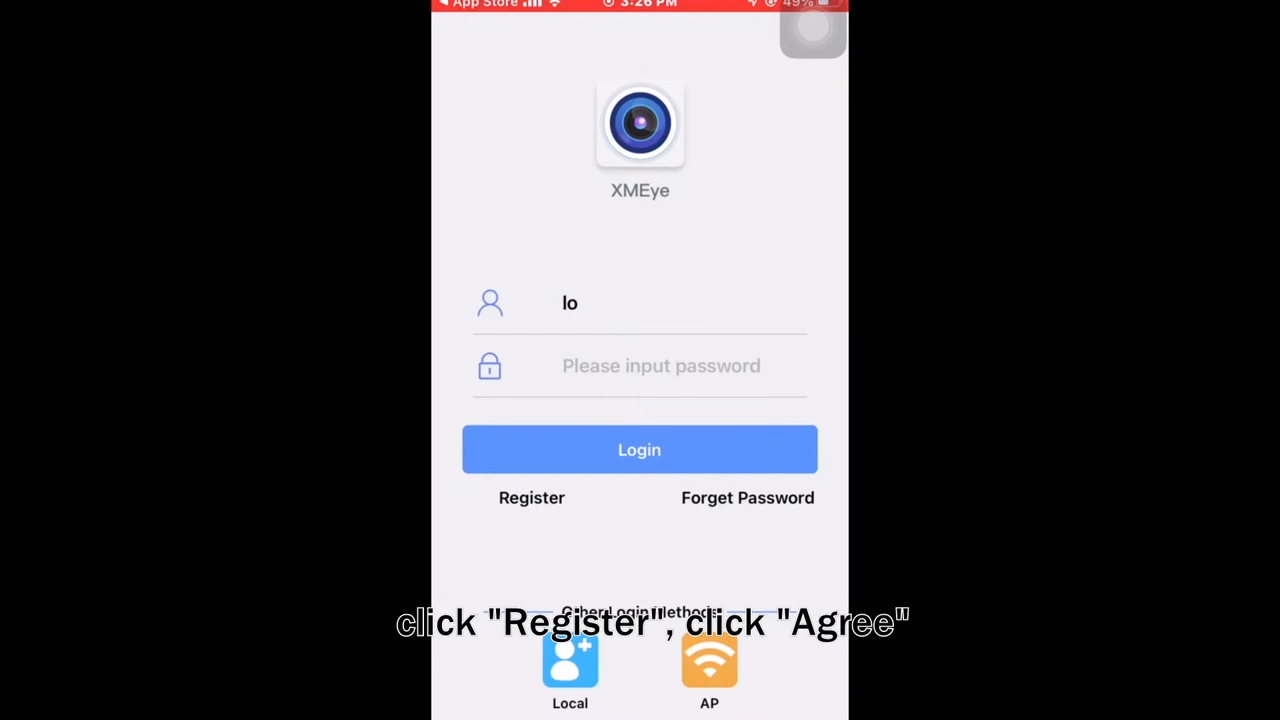 App Store 3:26 PM 49%
XMEye
lo
Please input password
Login
Register Forget Password
Other Login Methods
click "Register", click "Agree"
Local AP